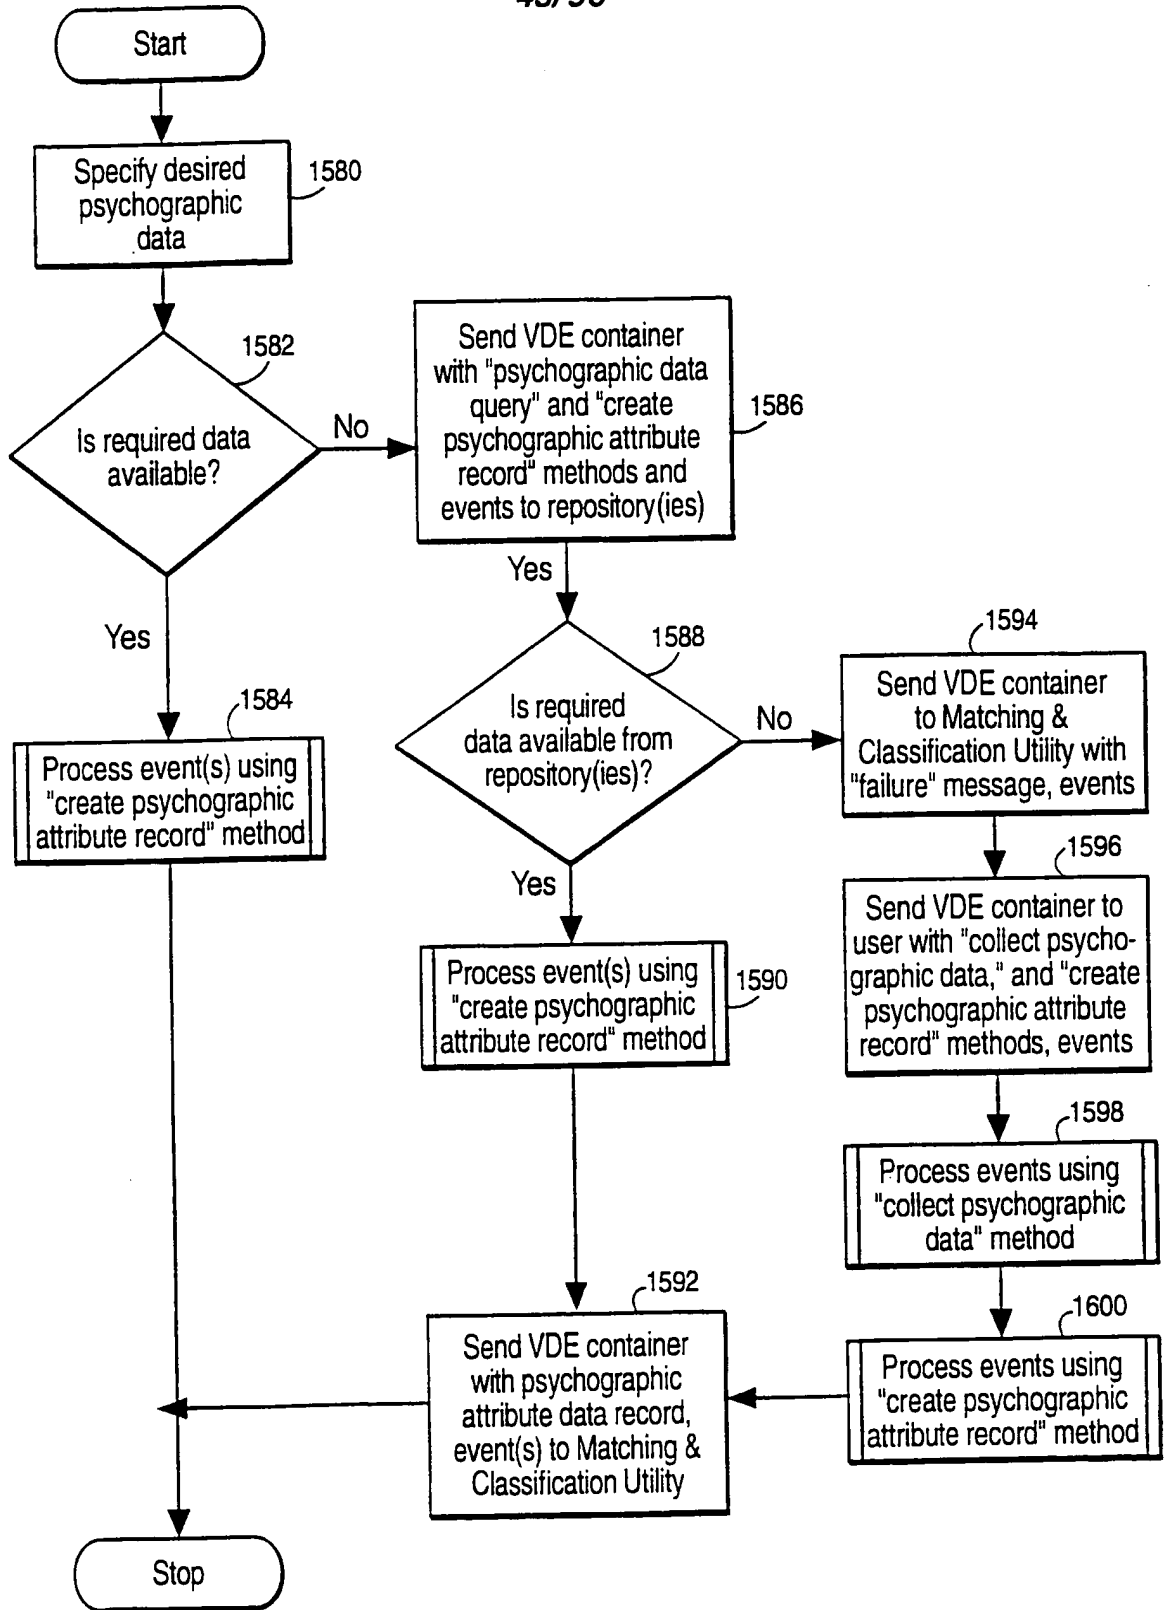 Start
Specify desired
psychographic
data
1580
1582
Is required data
available?
No
Yes
Send VDE container
with "psychographic data
query" and "create
psychographic attribute
record" methods and
events to repository(ies)
1586
Yes
1584
Process event(s) using
"create psychographic
attribute record" method
1588
Is required
data available from
repository(ies)?
No
Yes
1594
Send VDE container
to Matching &
Classification Utility with
"failure" message, events
1596
Send VDE container to
user with "collect psycho-
graphic data," and "create
psychographic attribute
record" methods, events
Process event(s) using
"create psychographic
attribute record" method
1590
1598
Process events using
"collect psychographic
data" method
1592
Send VDE container
with psychographic
attribute data record,
event(s) to Matching &
Classification Utility
1600
Process events using
"create psychographic
attribute record" method
Stop